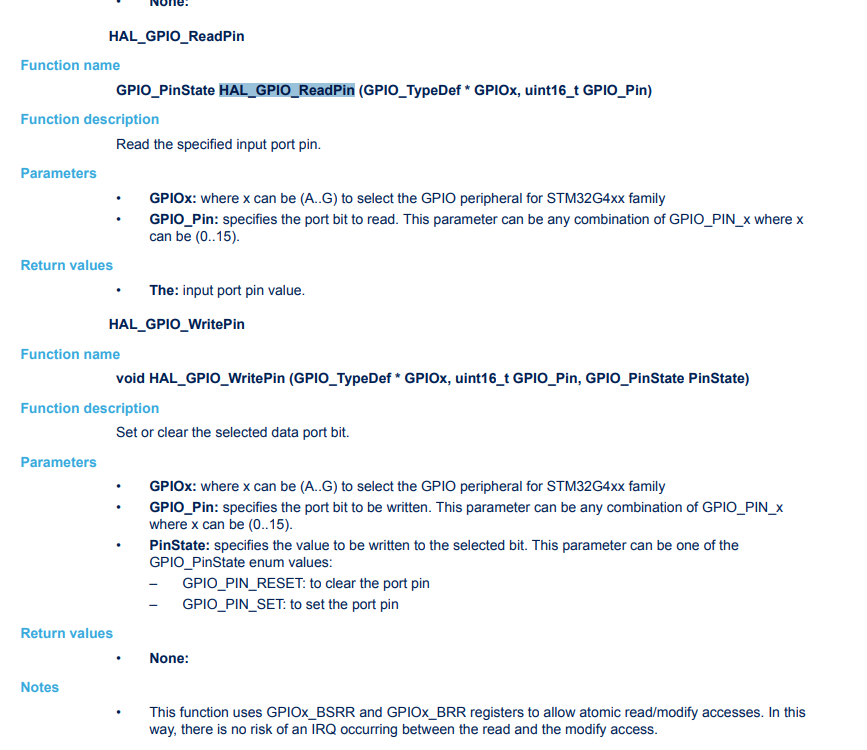 • None:
HAL_GPIO_ReadPin
Function name
GPIO_PinState HAL_GPIO_ReadPin (GPIO_TypeDef * GPIOx, uint16_t GPIO_Pin)
Function description
Read the specified input port pin.
Parameters
• GPIOx: where x can be (A..G) to select the GPIO peripheral for STM32G4xx family
• GPIO_Pin: specifies the port bit to read. This parameter can be any combination of GPIO_PIN_x where x
can be (0..15).
Return values
• The: input port pin value.
HAL_GPIO_WritePin
Function name
void HAL_GPIO_WritePin (GPIO_TypeDef * GPIOx, uint16_t GPIO_Pin, GPIO_PinState PinState)
Function description
Set or clear the selected data port bit.
Parameters
• GPIOx: where x can be (A..G) to select the GPIO peripheral for STM32G4xx family
• GPIO_Pin: specifies the port bit to be written. This parameter can be any combination of GPIO_PIN_x
where x can be (0..15).
• PinState: specifies the value to be written to the selected bit. This parameter can be one of the
GPIO_PinState enum values:
– GPIO_PIN_RESET: to clear the port pin
– GPIO_PIN_SET: to set the port pin
Return values
• None:
Notes
• This function uses GPIOx_BSRR and GPIOx_BRR registers to allow atomic read/modify accesses. In this
way, there is no risk of an IRQ occurring between the read and the modify access.